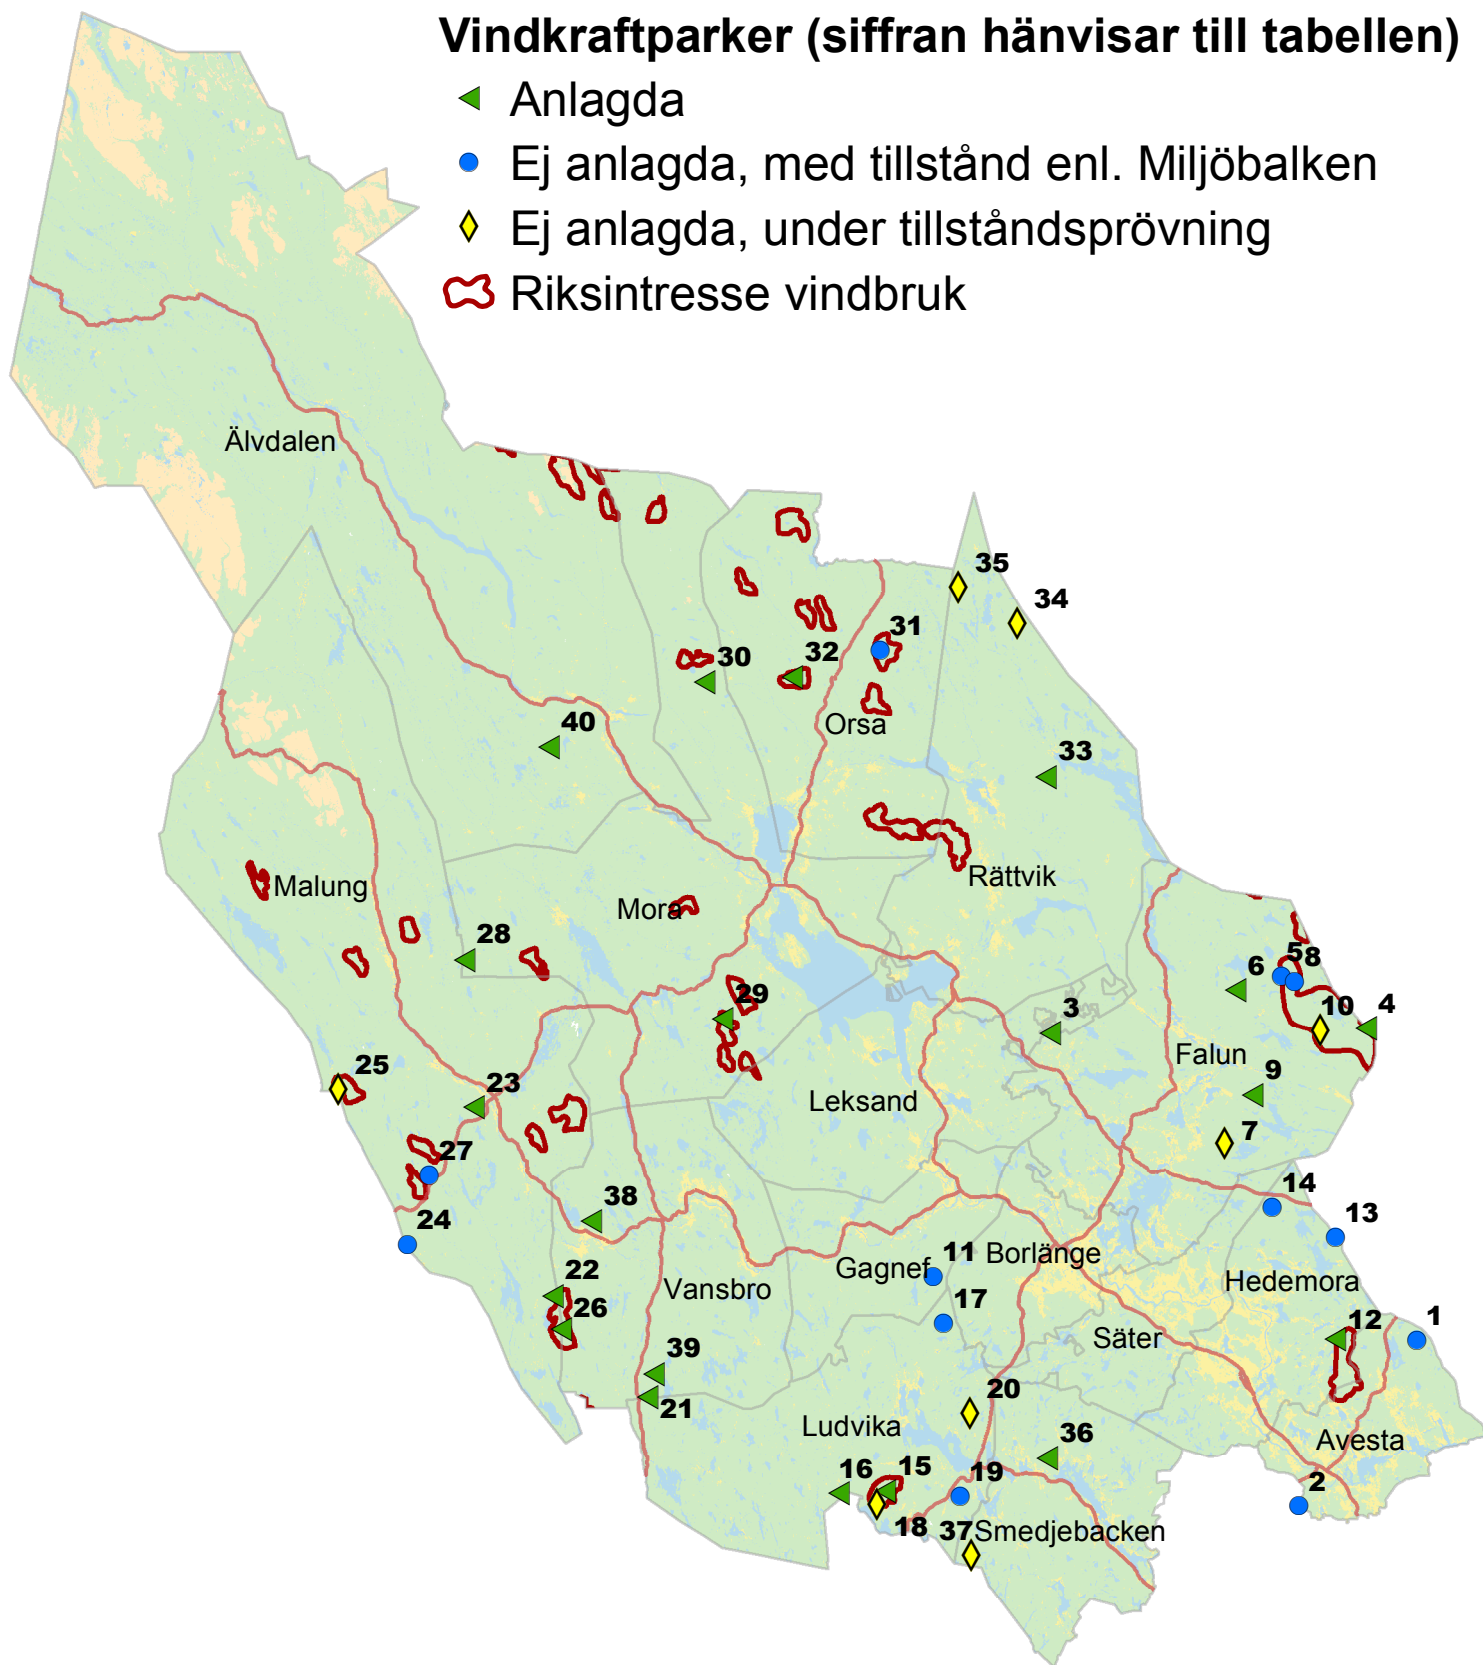 Vindkraftparker (siffran hänvisar till tabellen)
Anlagda
Ej anlagda, med tillstånd enl. Miljöbalken
Ej anlagda, under tillståndsprövning
Riksintresse vindbruk
Älvdalen
35
34
31
32
30
Orsa
40
33
Rättvik
Malung
Mora
28
5
8
6
29
10
4
3
Falun
25
23
9
Leksand
7
27
14
38
24
13
11
Borlänge
Gagnef
22
Hedemora
Vansbro
26
17
12
1
Säter
39
20
21
Ludvika
36
Avesta
16
15
19
2
18
37
Smedjebacken